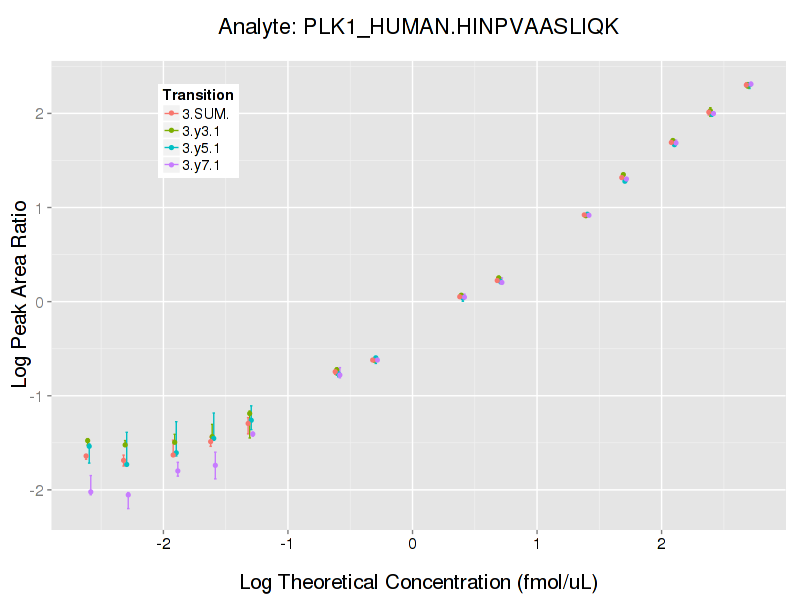 Analyte: PLK1_HUMAN.HINPVAASLIQK
Transition
3.SUM.
3.y3.1
3.y5.1
3.y7.1
Log Peak Area Ratio
2
1
0
-1
-2
-2 -1 0 1 2
Log Theoretical Concentration (fmol/uL)